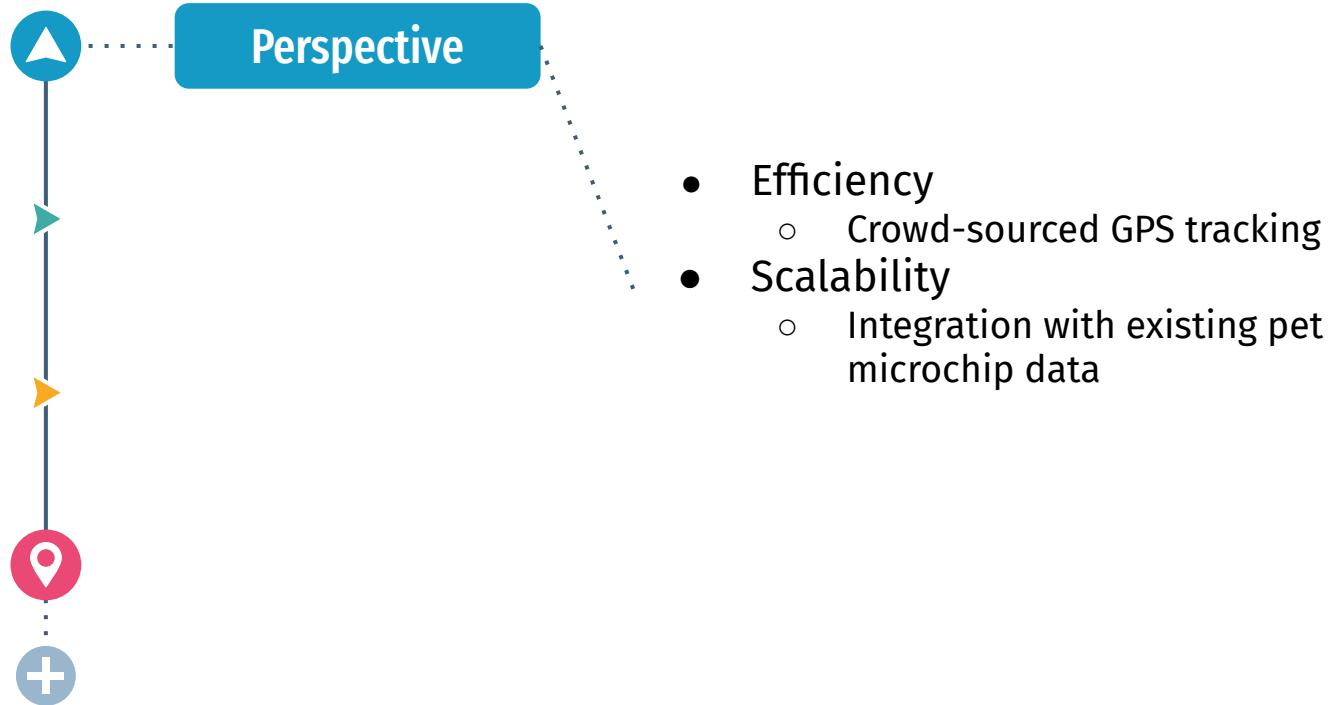 Perspective
● Efficiency
○ Crowd-sourced GPS tracking
● Scalability
○ Integration with existing pet
microchip data